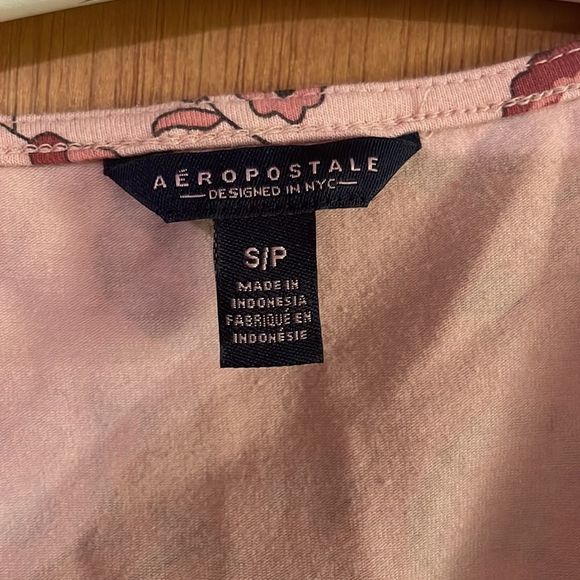 AÉROPOSTALE
DESIGNED IN NYC
S/P
MADE IN
INDONESIA
FABRIQUÉ EN
INDONÉSIE